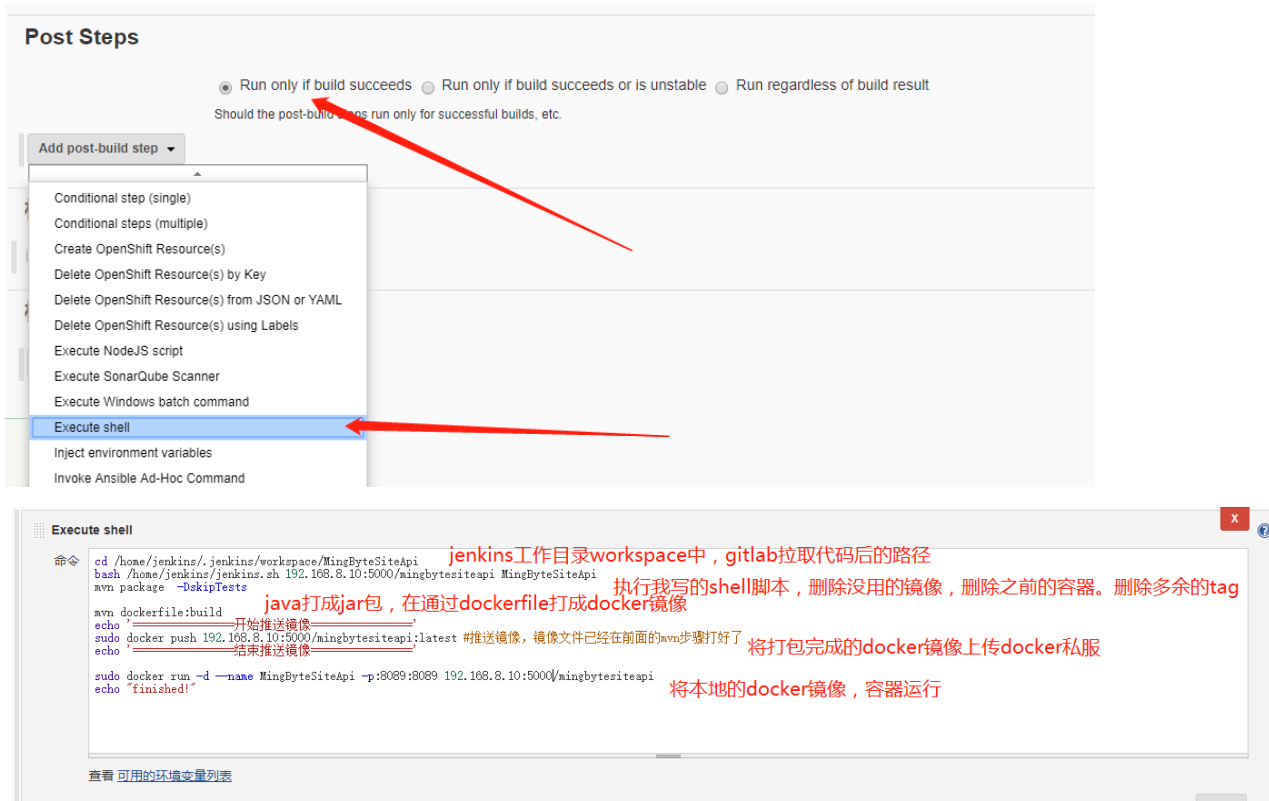 Post Steps
Run only if build succeeds Run only if build succeeds or is unstable Run regardless of build result
Should the post-build steps run only for successful builds, etc.
Add post-build step
Conditional step (single)
Conditional steps (multiple)
Create OpenShift Resource(s)
Delete OpenShift Resource(s) by Key
Delete OpenShift Resource(s) from JSON or YAML
Delete OpenShift Resource(s) using Labels
Execute NodeJS script
Execute SonarQube Scanner
Execute Windows batch command
Execute shell
Inject environment variables
Invoke Ansible Ad-Hoc Command
Execute shell
X
命令
cd /home/jenkins/.jenkins/workspace/MingByteSiteApi
jenkins工作目录workspace中，gitlab拉取代码后的路径
bash /home/jenkins/jenkins.sh 192.168.8.10:5000/mingbytesiteapi MingByteSiteApi
mvn package -DskipTests
执行我写的shell脚本，删除没用的镜像，删除之前的容器。删除多余的tag
java打成jar包，在通过dockerfile打成docker镜像
mvn dockerfile:build
echo '══════════开始推送镜像══════════'
sudo docker push 192.168.8.10:5000/mingbytesiteapi:latest #推送镜像，镜像文件已经在前面的mvn步骤打好了
echo '══════════结束推送镜像══════════'
将打包完成的docker镜像上传docker私服
sudo docker run -d --name MingByteSiteApi -p:8089:8089 192.168.8.10:5000/mingbytesiteapi
echo "finished!"
将本地的docker镜像，容器运行
查看 可用的环境变量列表